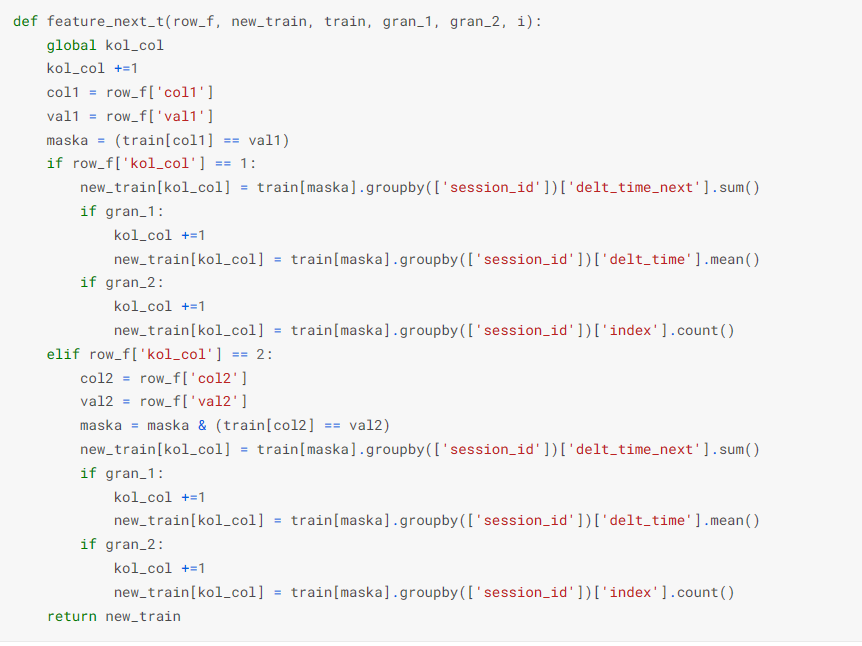 def feature_next_t(row_f, new_train, train, gran_1, gran_2, i):
    global kol_col
    kol_col +=1
    col1 = row_f['col1']
    val1 = row_f['val1']
    maska = (train[col1] == val1)
    if row_f['kol_col'] == 1:
        new_train[kol_col] = train[maska].groupby(['session_id'])['delt_time_next'].sum()
        if gran_1:
            kol_col +=1
            new_train[kol_col] = train[maska].groupby(['session_id'])['delt_time'].mean()
        if gran_2:
            kol_col +=1
            new_train[kol_col] = train[maska].groupby(['session_id'])['index'].count()
    elif row_f['kol_col'] == 2:
        col2 = row_f['col2']
        val2 = row_f['val2']
        maska = maska & (train[col2] == val2)
        new_train[kol_col] = train[maska].groupby(['session_id'])['delt_time_next'].sum()
        if gran_1:
            kol_col +=1
            new_train[kol_col] = train[maska].groupby(['session_id'])['delt_time'].mean()
        if gran_2:
            kol_col +=1
            new_train[kol_col] = train[maska].groupby(['session_id'])['index'].count()
    return new_train